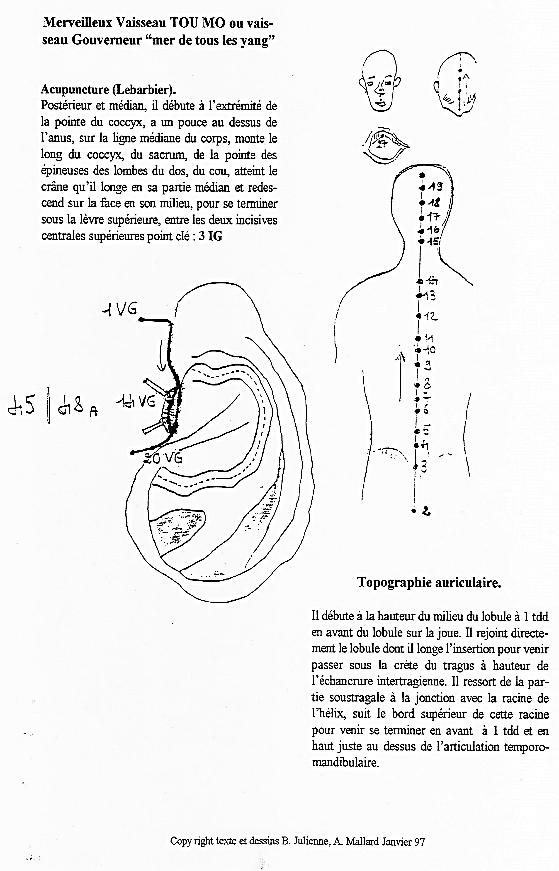 Merveilleux Vaisseau TOU MO ou vais-
seau Gouverneur “mer de tous les yang”
Acupuncture (Lebarbier).
Postérieur et médian, il débute à l’extrémité de
la pointe du coccyx, a un pouce au dessus de
l’anus, sur la ligne médiane du corps, monte le
long du coccyx, du sacrum, de la pointe des
épineuses des lombes du dos, du cou, atteint le
crâne qu’il longe en sa partie médian et redes-
cend sur la face en son milieu, pour se terminer
sous la lèvre supérieure, entre les deux incisives
centrales supérieures point clé : 3 IG
27
19
18
17
16
15
14
13
12
11
10
9
8
6
5
4
3
2
1 VG
14 VG
20 VG
Topographie auriculaire.
Il débute à la hauteur du milieu du lobule à 1 tdd
en avant du lobule sur la joue. Il rejoint directe-
ment le lobule dont il longe l’insertion pour venir
passer sous la crête du tragus à hauteur de
l’échancrure intertragienne. Il ressort de la par-
tie soustragale à la jonction avec la racine de
l’hélix, suit le bord supérieur de cette racine
pour venir se terminer en avant à 1 tdd et en
haut juste au dessus de l’articulation temporo-
mandibulaire.
Copy right texte et dessins B. Julienne, A. Mallard Janvier 97